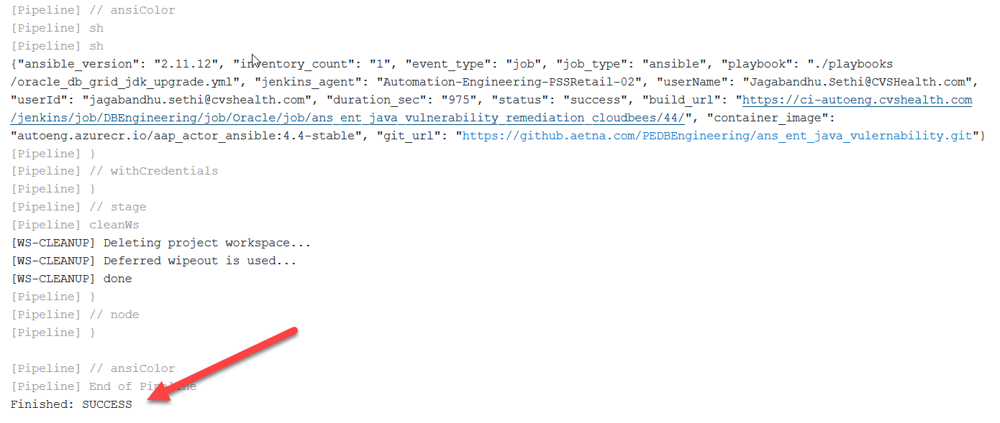 [Pipeline] // ansiColor
[Pipeline] sh
[Pipeline] sh
{"ansible_version": "2.11.12", "inventory_count": "1", "event_type": "job", "job_type": "ansible", "playbook": "./playbooks
/oracle_db_grid_jdk_upgrade.yml", "jenkins_agent": "Automation-Engineering-PSSRetail-02", "userName": "Jagabandhu.Sethi@CVSHealth.com",
"userId": "jagabandhu.sethi@cvshealth.com", "duration_sec": "975", "status": "success", "build_url": "https://ci-autoeng.cvshealth.com
/jenkins/job/DBEngineering/job/Oracle/job/ans_ent_java_vulnerability_remediation_cloudbees/44/", "container_image":
"autoeng.azurecr.io/aap_actor_ansible:4.4-stable", "git_url": "https://github.aetna.com/PEDBEngineering/ans_ent_java_vulernability.git"}
[Pipeline] }
[Pipeline] // withCredentials
[Pipeline] }
[Pipeline] // stage
[Pipeline] cleanWs
[WS-CLEANUP] Deleting project workspace...
[WS-CLEANUP] Deferred wipeout is used...
[WS-CLEANUP] done
[Pipeline] }
[Pipeline] // node
[Pipeline] }
[Pipeline] // ansiColor
[Pipeline] End of Pipeline
Finished: SUCCESS